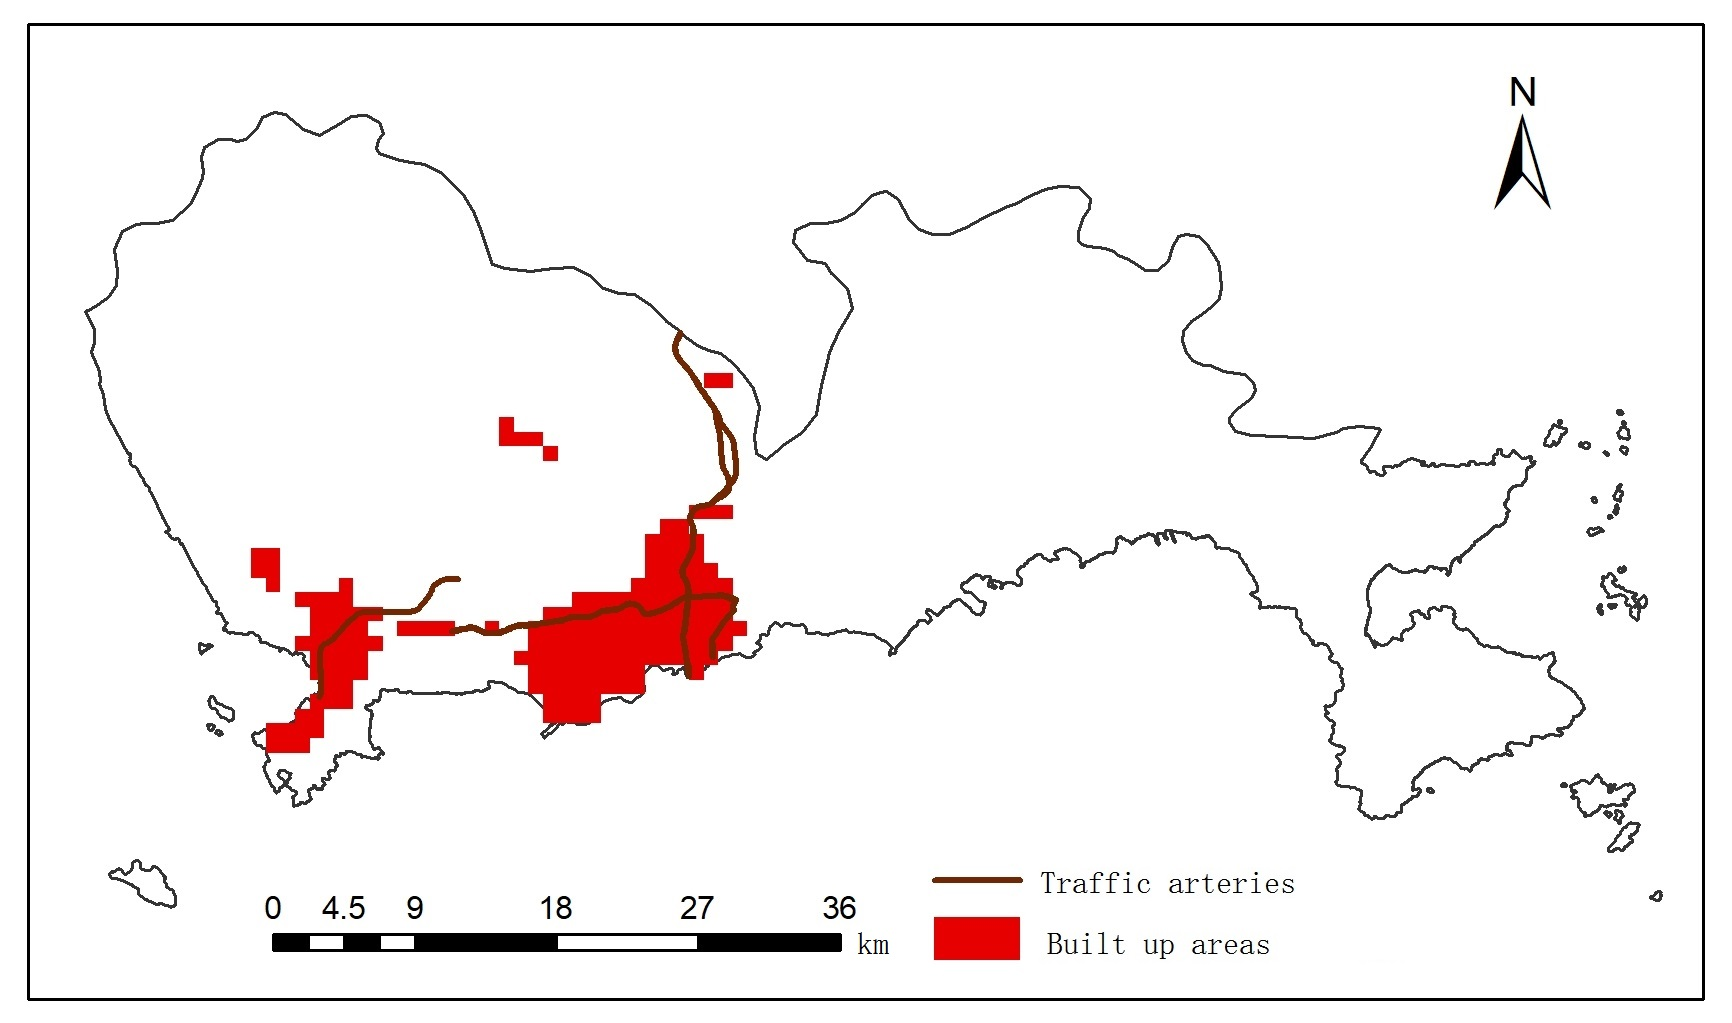 N
0 4.5 9 18 27 36
km
Traffic arteries
Built up areas